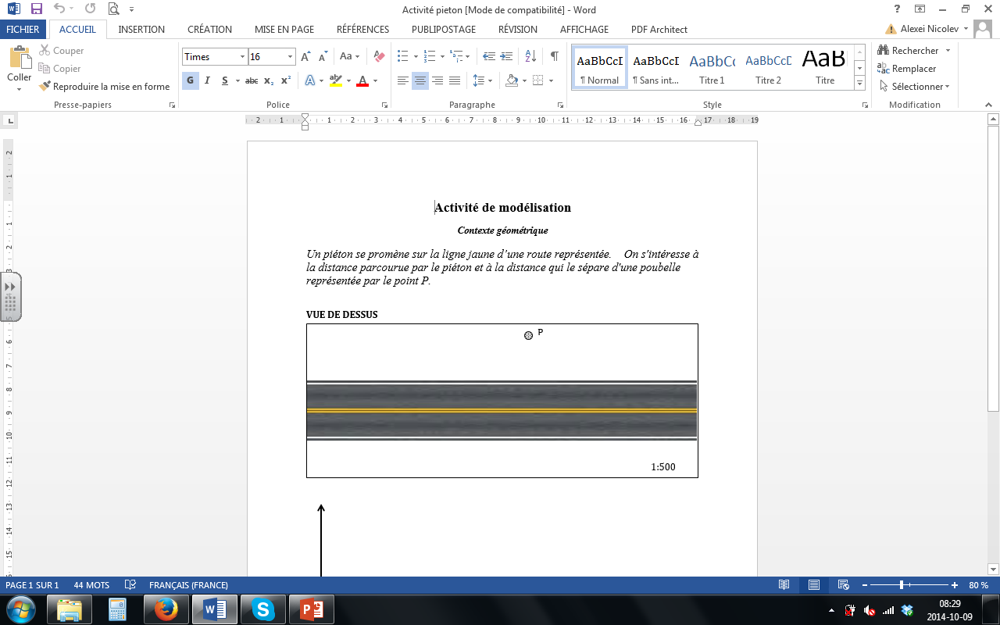 Activité pieton [Mode de compatibilité] - Word
FICHIER ACCUEIL INSERTION CRÉATION MISE EN PAGE RÉFÉRENCES PUBLIPOSTAGE RÉVISION AFFICHAGE PDF Architect Alexei Nicolev
Coller
Couper
Copier
Reproduire la mise en forme
Presse-papiers
Times 16
G I S abc x₂ x²
Police
Paragraphe
AaBbCcI AaBbCcI AaBbC AaBbCcD AaB
¶ Normal ¶ Sans int... Titre 1 Titre 2 Titre
Style
Rechercher
Remplacer
Sélectionner
Modification
2 1 1 2 3 4 5 6 7 8 9 10 11 12 13 14 15 16 17 18 19
Activité de modélisation
Contexte géométrique
Un piéton se promène sur la ligne jaune d’une route représentée. On s'intéresse à
la distance parcourue par le piéton et à la distance qui le sépare d'une poubelle
représentée par le point P.
VUE DE DESSUS
P
1:500
PAGE 1 SUR 1 44 MOTS FRANÇAIS (FRANCE) 80 %
08:29
2014-10-09